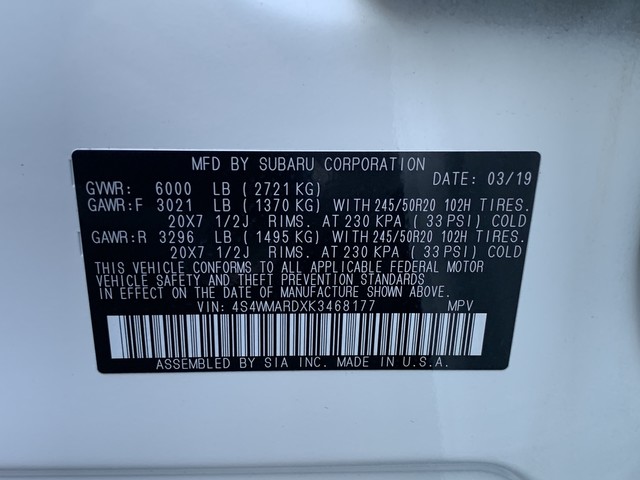 MFD BY SUBARU CORPORATION
DATE: 03/19
GVWR: 6000 LB (2721 KG)
GAWR:F 3021 LB (1370 KG) WITH 245/50R20 102H TIRES.
20X7 1/2J RIMS. AT 230 KPA (33 PSI) COLD
GAWR:R 3296 LB (1495 KG) WITH 245/50R20 102H TIRES.
20X7 1/2J RIMS. AT 230 KPA (33 PSI) COLD
THIS VEHICLE CONFORMS TO ALL APPLICABLE FEDERAL MOTOR
VEHICLE SAFETY AND THEFT PREVENTION STANDARDS
IN EFFECT ON THE DATE OF MANUFACTURE SHOWN ABOVE.
VIN: 4S4WMARDXK3468177 MPV
ASSEMBLED BY SIA INC. MADE IN U.S.A.